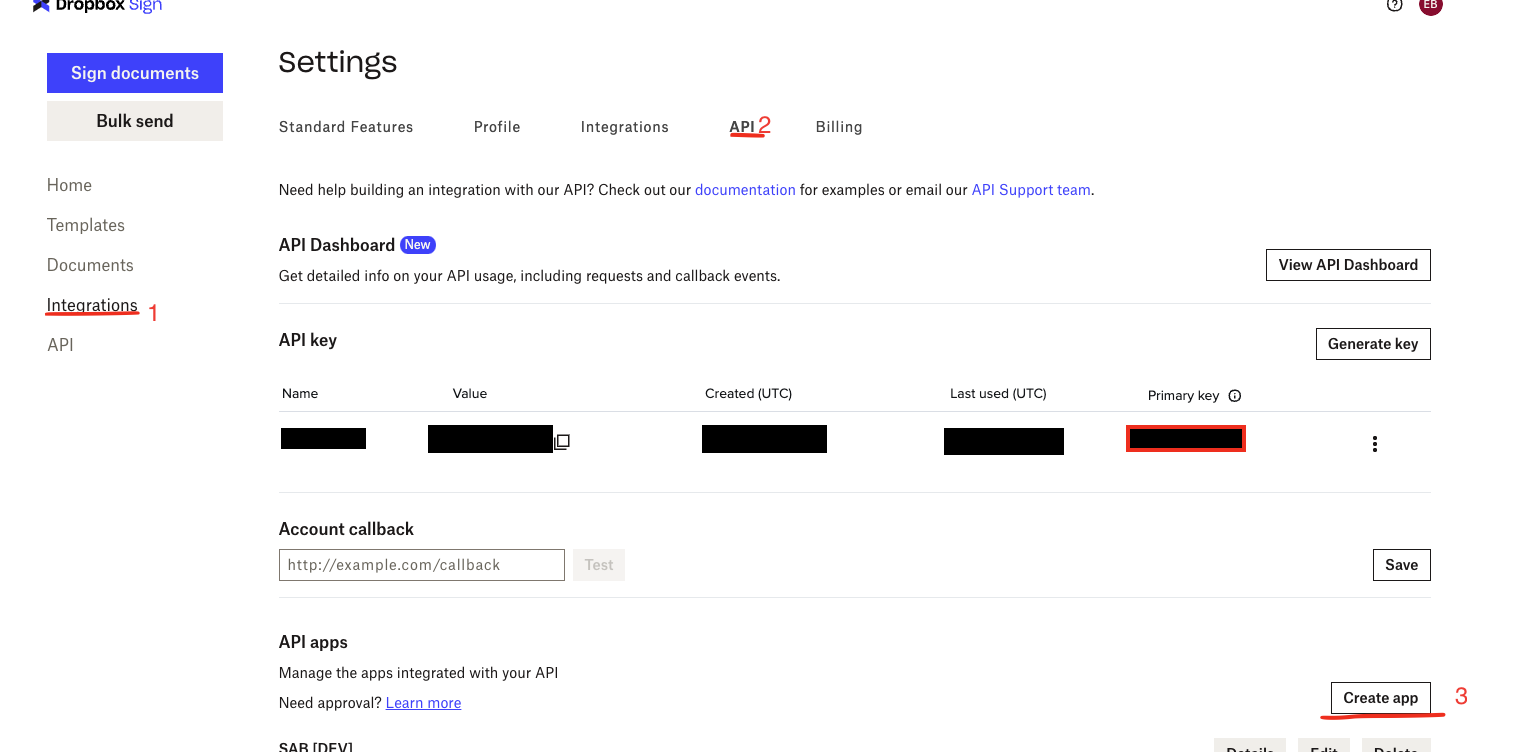 Dropbox Sign
EB
Sign documents
Bulk send
Home
Templates
Documents
Integrations 1
API
Settings
Standard Features Profile Integrations API 2 Billing
Need help building an integration with our API? Check out our documentation for examples or email our API Support team.
API Dashboard New
Get detailed info on your API usage, including requests and callback events.
View API Dashboard
API key
Generate key
Name Value Created (UTC) Last used (UTC) Primary key
Account callback
http://example.com/callback Test Save
API apps
Manage the apps integrated with your API
Need approval? Learn more
Create app 3
SAB [DEV] Details Edit Delete